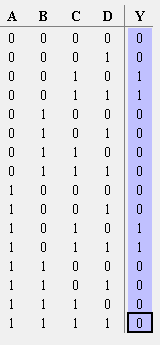 A B C D Y
0 0 0 0 0
0 0 0 1 0
0 0 1 0 1
0 0 1 1 1
0 1 0 0 0
0 1 0 1 0
0 1 1 0 0
0 1 1 1 0
1 0 0 0 0
1 0 0 1 0
1 0 1 0 1
1 0 1 1 1
1 1 0 0 0
1 1 0 1 0
1 1 1 0 0
1 1 1 1 0